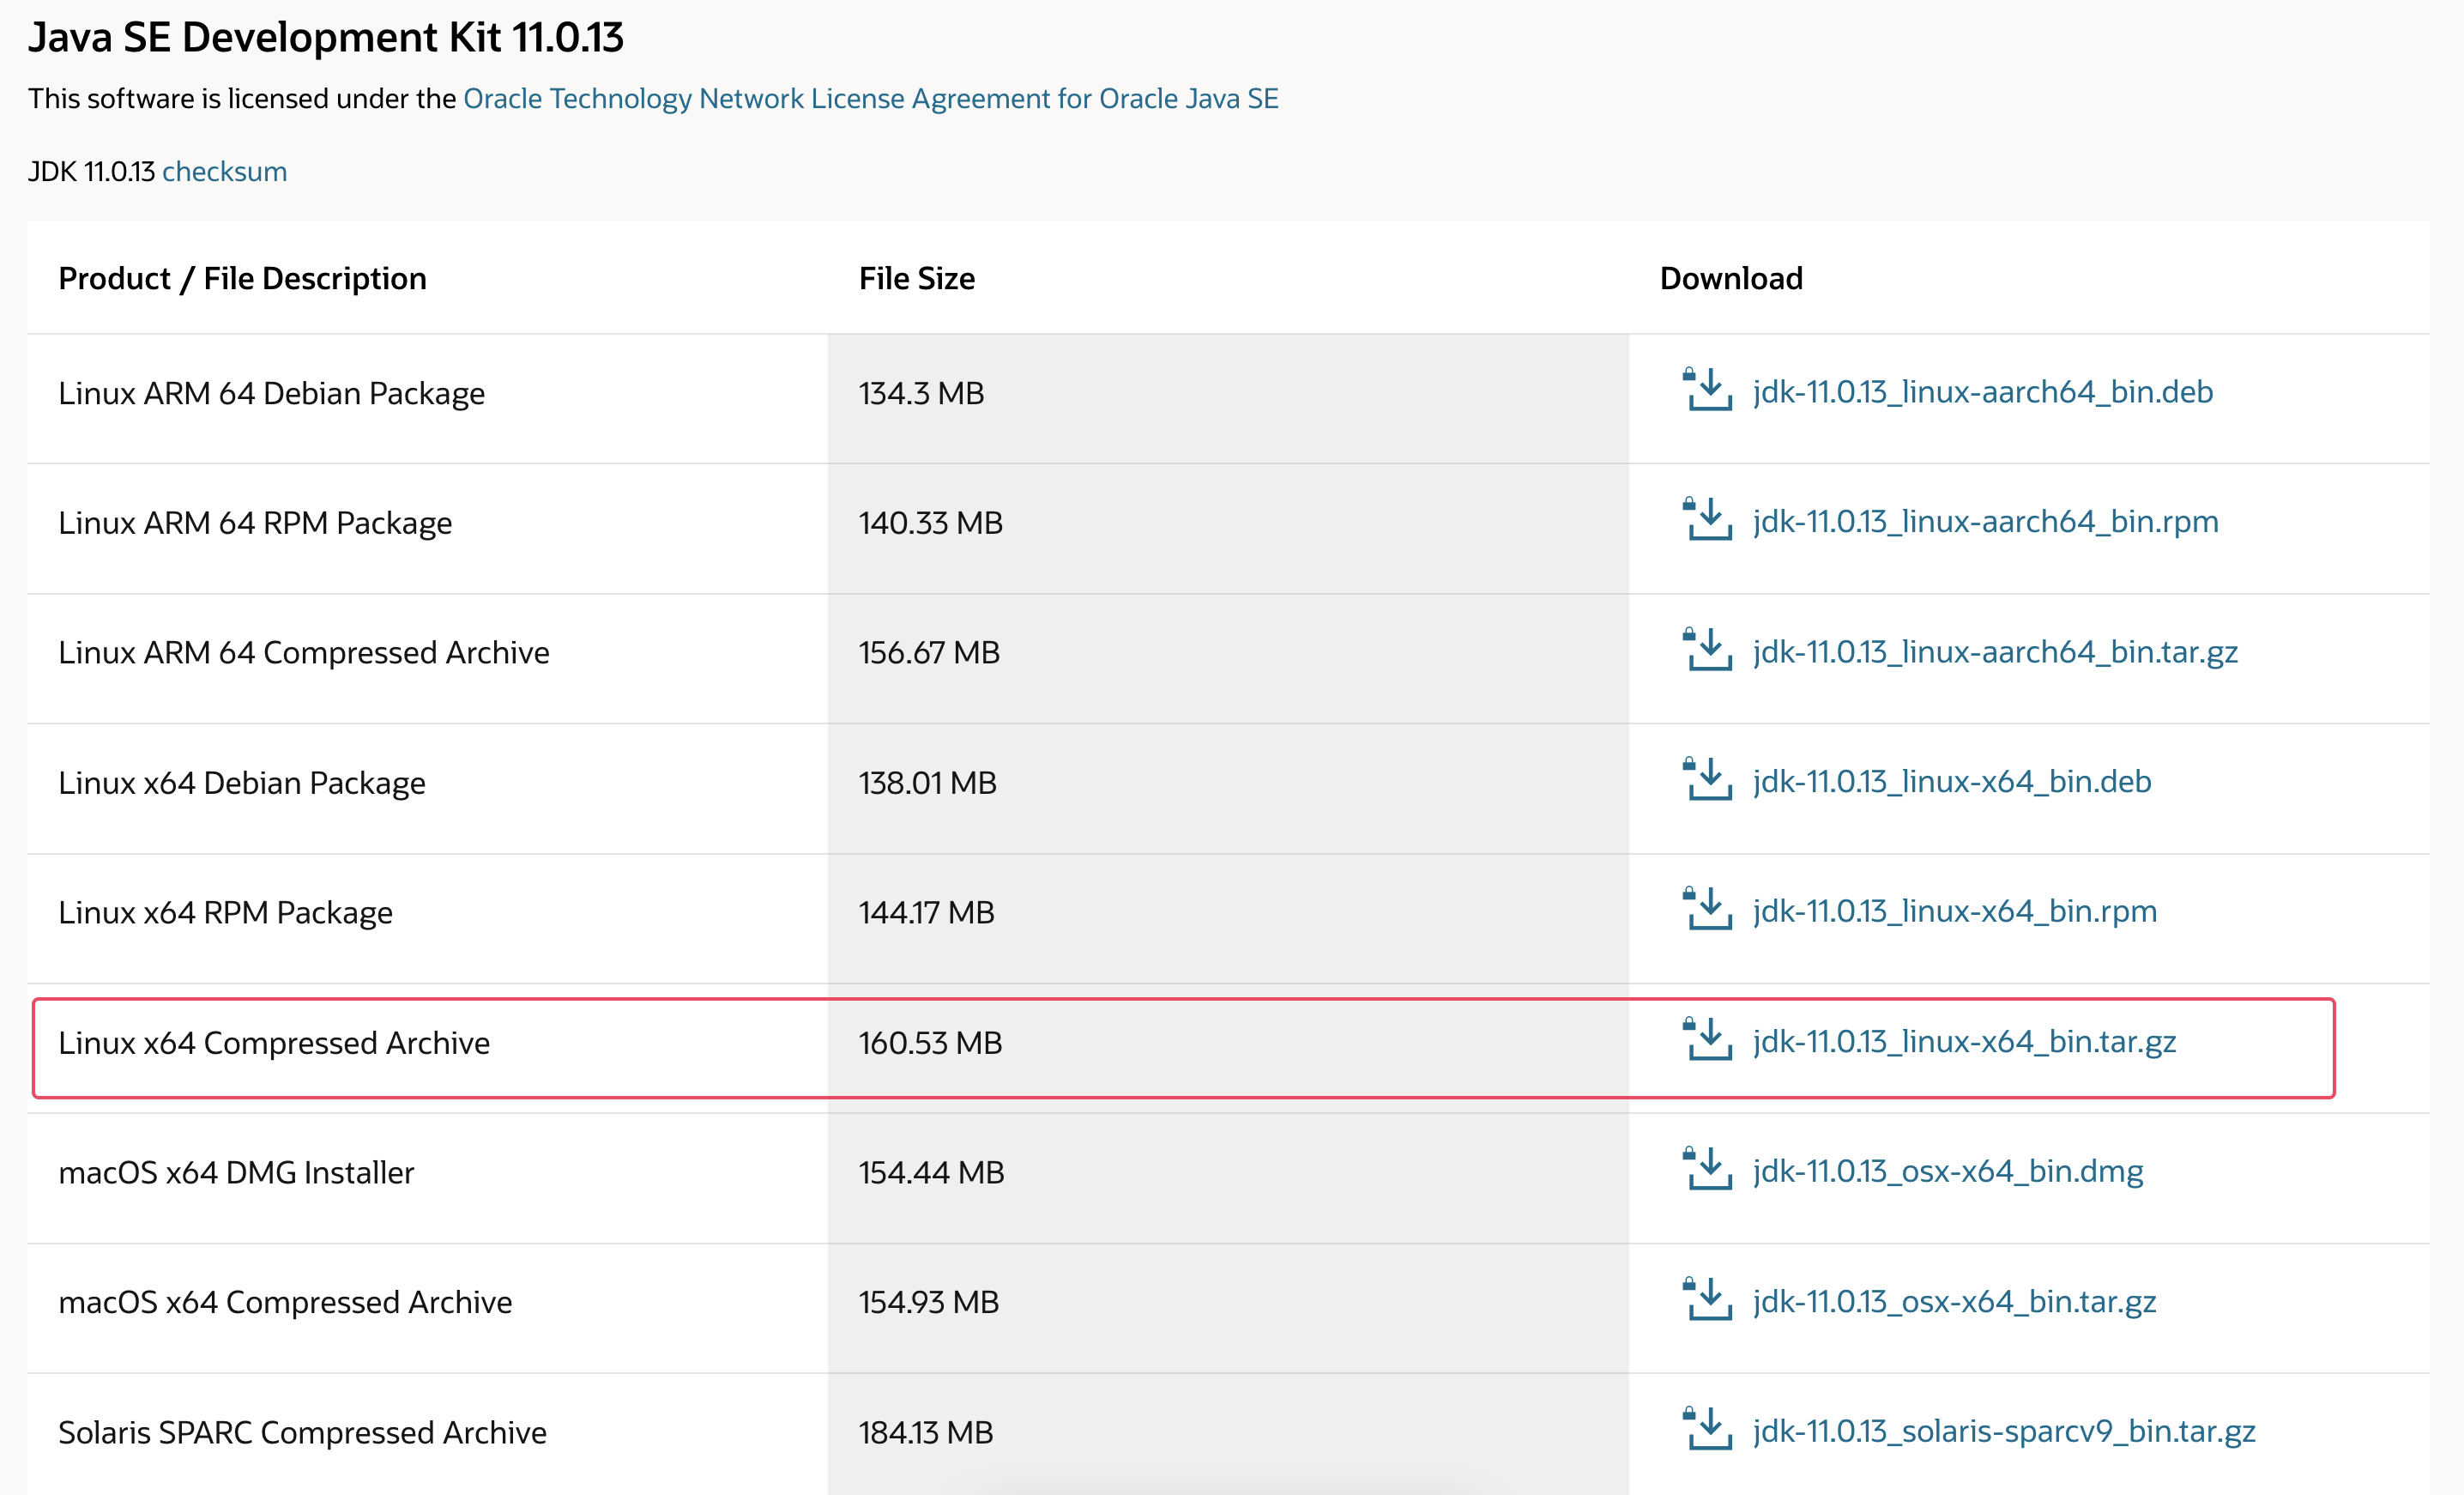 Java SE Development Kit 11.0.13
This software is licensed under the Oracle Technology Network License Agreement for Oracle Java SE
JDK 11.0.13 checksum
Product / File Description File Size Download
Linux ARM 64 Debian Package 134.3 MB jdk-11.0.13_linux-aarch64_bin.deb
Linux ARM 64 RPM Package 140.33 MB jdk-11.0.13_linux-aarch64_bin.rpm
Linux ARM 64 Compressed Archive 156.67 MB jdk-11.0.13_linux-aarch64_bin.tar.gz
Linux x64 Debian Package 138.01 MB jdk-11.0.13_linux-x64_bin.deb
Linux x64 RPM Package 144.17 MB jdk-11.0.13_linux-x64_bin.rpm
Linux x64 Compressed Archive 160.53 MB jdk-11.0.13_linux-x64_bin.tar.gz
macOS x64 DMG Installer 154.44 MB jdk-11.0.13_osx-x64_bin.dmg
macOS x64 Compressed Archive 154.93 MB jdk-11.0.13_osx-x64_bin.tar.gz
Solaris SPARC Compressed Archive 184.13 MB jdk-11.0.13_solaris-sparcv9_bin.tar.gz